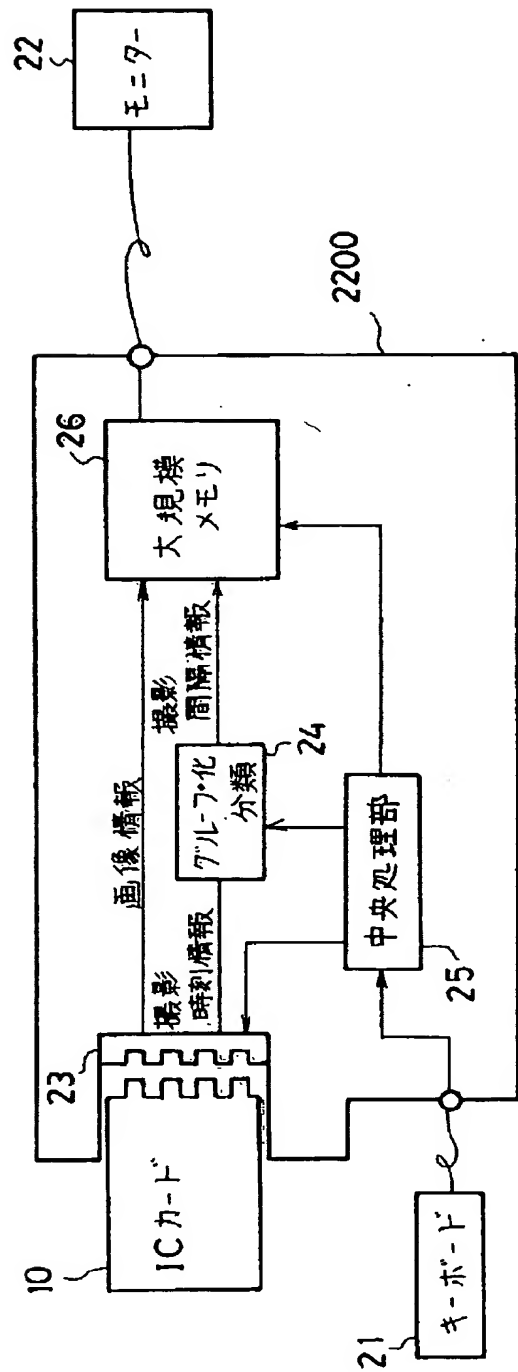 22
モニター
2200
26
大規模
メモリ
画像情報
撮影
間隔情報
24
グループ化
分類
撮影
時刻情報
23
中央処理部
25
10
ICカード
21
キーボード